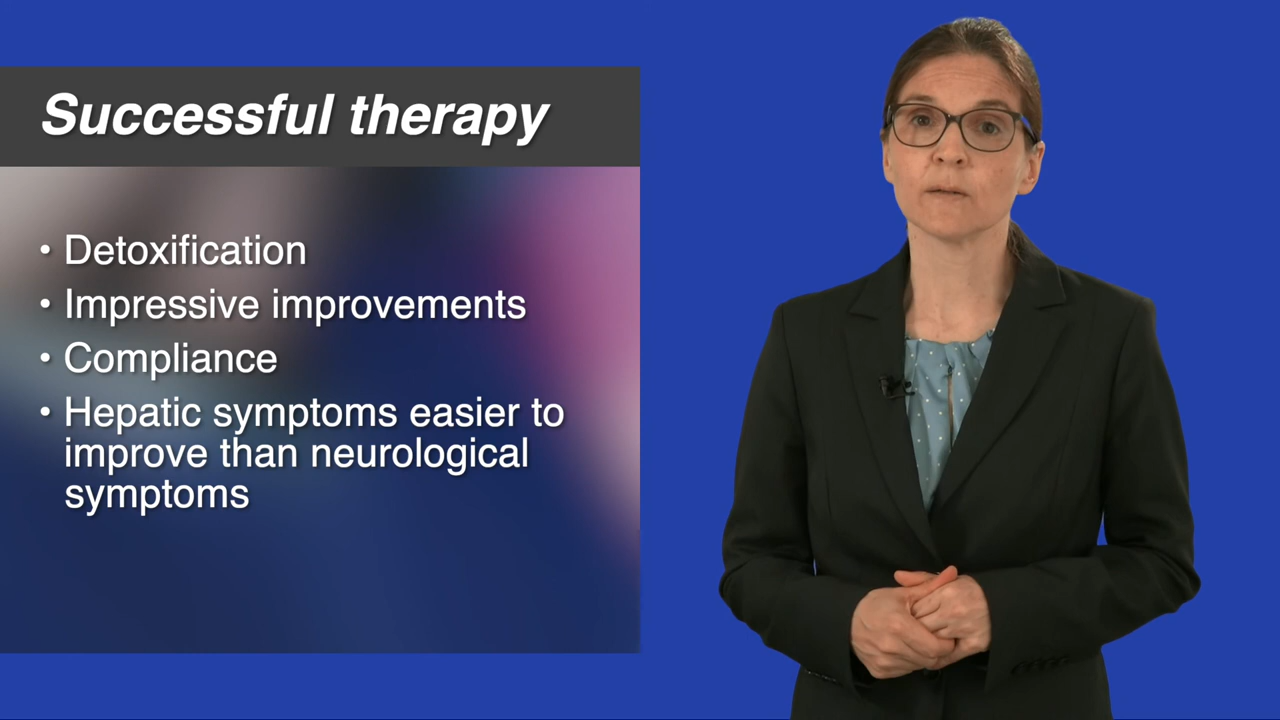 Successful therapy
• Detoxification
• Impressive improvements
• Compliance
• Hepatic symptoms easier to
improve than neurological
symptoms